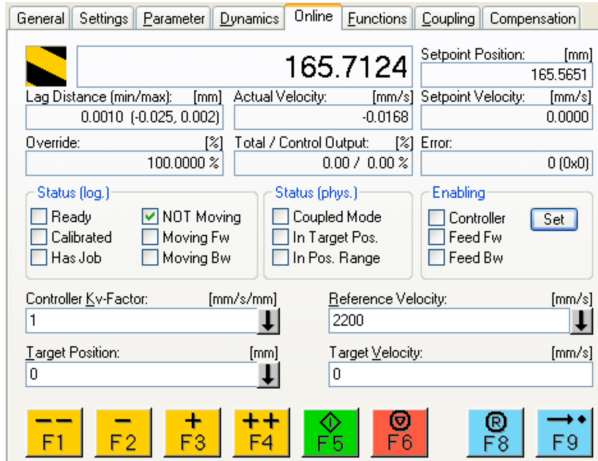 General Settings Parameter Dynamics Online Functions Coupling Compensation
165.7124
Setpoint Position: [mm]
165.5651
Lag Distance (min/max): [mm] Actual Velocity: [mm/s] Setpoint Velocity: [mm/s]
0.0010 (-0.025, 0.002) -0.0168 0.0000
Override: [%] Total / Control Output: [%] Error:
100.0000 % 0.00 / 0.00 % 0 (0x0)
Status (log.) Status (phys.) Enabling
Ready NOT Moving Coupled Mode Controller Set
Calibrated Moving Fw In Target Pos. Feed Fw
Has Job Moving Bw In Pos. Range Feed Bw
Controller Kv-Factor: [mm/s/mm] Reference Velocity: [mm/s]
1 2200
Target Position: [mm] Target Velocity: [mm/s]
0 0
-- - + ++ R
F1 F2 F3 F4 F5 F6 F8 F9